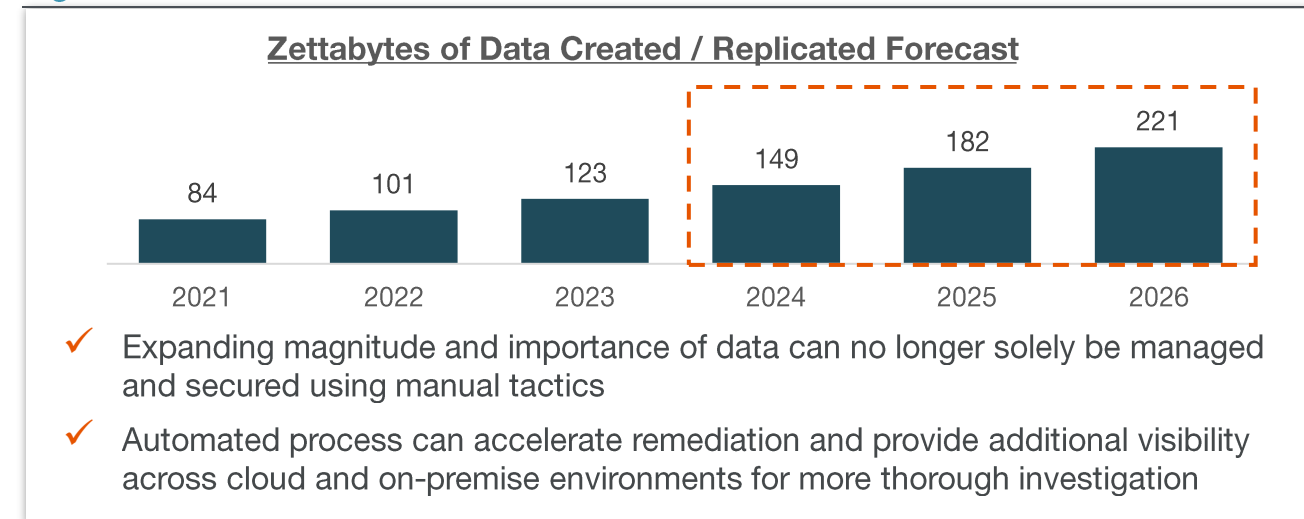 Zettabytes of Data Created / Replicated Forecast
84
101
123
149
182
221
2021
2022
2023
2024
2025
2026
Expanding magnitude and importance of data can no longer solely be managed
and secured using manual tactics
Automated process can accelerate remediation and provide additional visibility
across cloud and on-premise environments for more thorough investigation